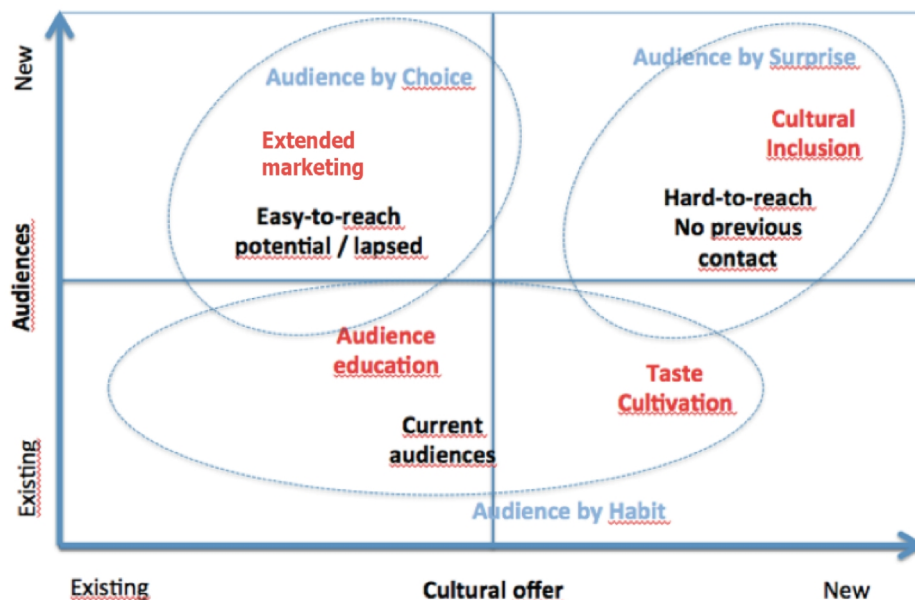 New
Audience by Choice
Audience by Surprise
Extended
marketing
Cultural
Inclusion
Easy-to-reach
potential / lapsed
Hard-to-reach
No previous
contact
Audiences
Audience
education
Taste
Cultivation
Current
audiences
Existing
Audience by Habit
Existing
Cultural offer
New